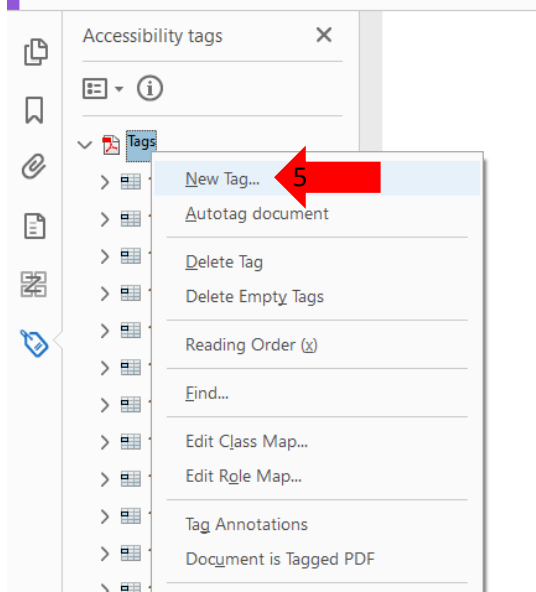 Accessibility tags
Tags
New Tag... 5
Autotag document
Delete Tag
Delete Empty Tags
Reading Order (x)
Find...
Edit Class Map...
Edit Role Map...
Tag Annotations
Document is Tagged PDF